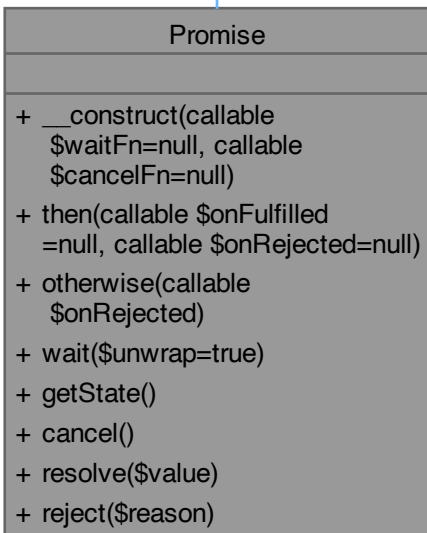 Promise
+ __construct(callable
$waitFn=null, callable
$cancelFn=null)
+ then(callable $onFulfilled
=null, callable $onRejected=null)
+ otherwise(callable
$onRejected)
+ wait($unwrap=true)
+ getState()
+ cancel()
+ resolve($value)
+ reject($reason)